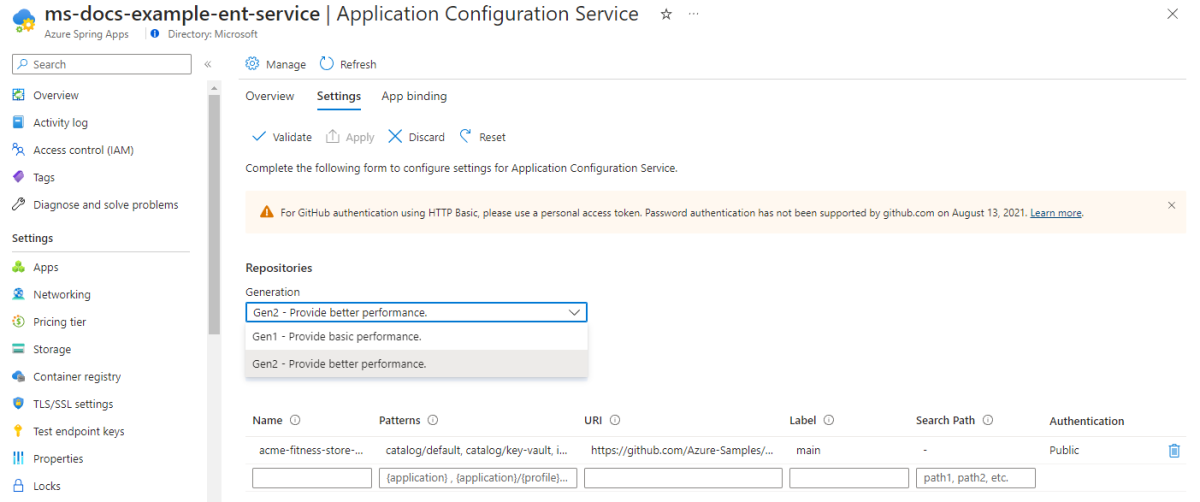 ms-docs-example-ent-service | Application Configuration Service
Azure Spring Apps
Directory: Microsoft
Search
Manage
Refresh
Overview
Activity log
Access control (IAM)
Tags
Diagnose and solve problems
Settings
Apps
Networking
Pricing tier
Storage
Container registry
TLS/SSL settings
Test endpoint keys
Properties
Locks
Overview Settings App binding
Validate Apply Discard Reset
Complete the following form to configure settings for Application Configuration Service.
For GitHub authentication using HTTP Basic, please use a personal access token. Password authentication has not been supported by github.com on August 13, 2021. Learn more.
Repositories
Generation
Gen2 - Provide better performance.
Gen1 - Provide basic performance.
Gen2 - Provide better performance.
Name Patterns URI Label Search Path Authentication
acme-fitness-store-... catalog/default, catalog/key-vault, i... https://github.com/Azure-Samples/... main - Public
{application} , {application}/{profile}... path1, path2, etc.